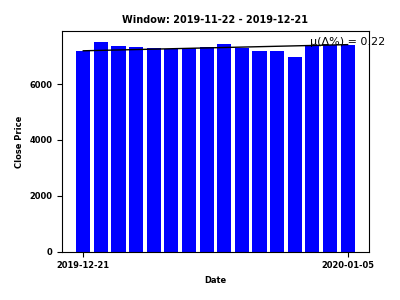 Window: 2019-11-22 - 2019-12-21
μ(Δ%) = 0.22
6000
4000
2000
0
Close Price
2019-12-21
2020-01-05
Date